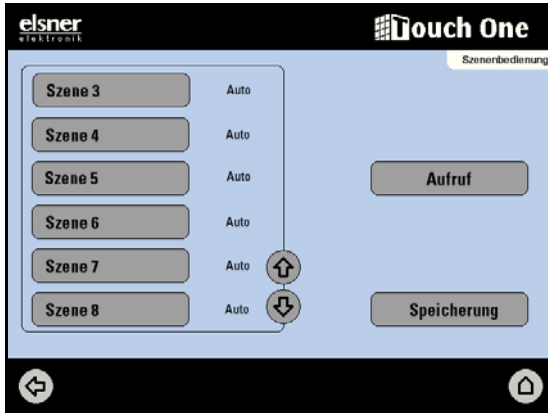 elsner
elektronik
Touch One
Szenenbedienung
Szene 3 Auto
Szene 4 Auto
Szene 5 Auto
Aufruf
Szene 6 Auto
Szene 7 Auto
Szene 8 Auto
Speicherung